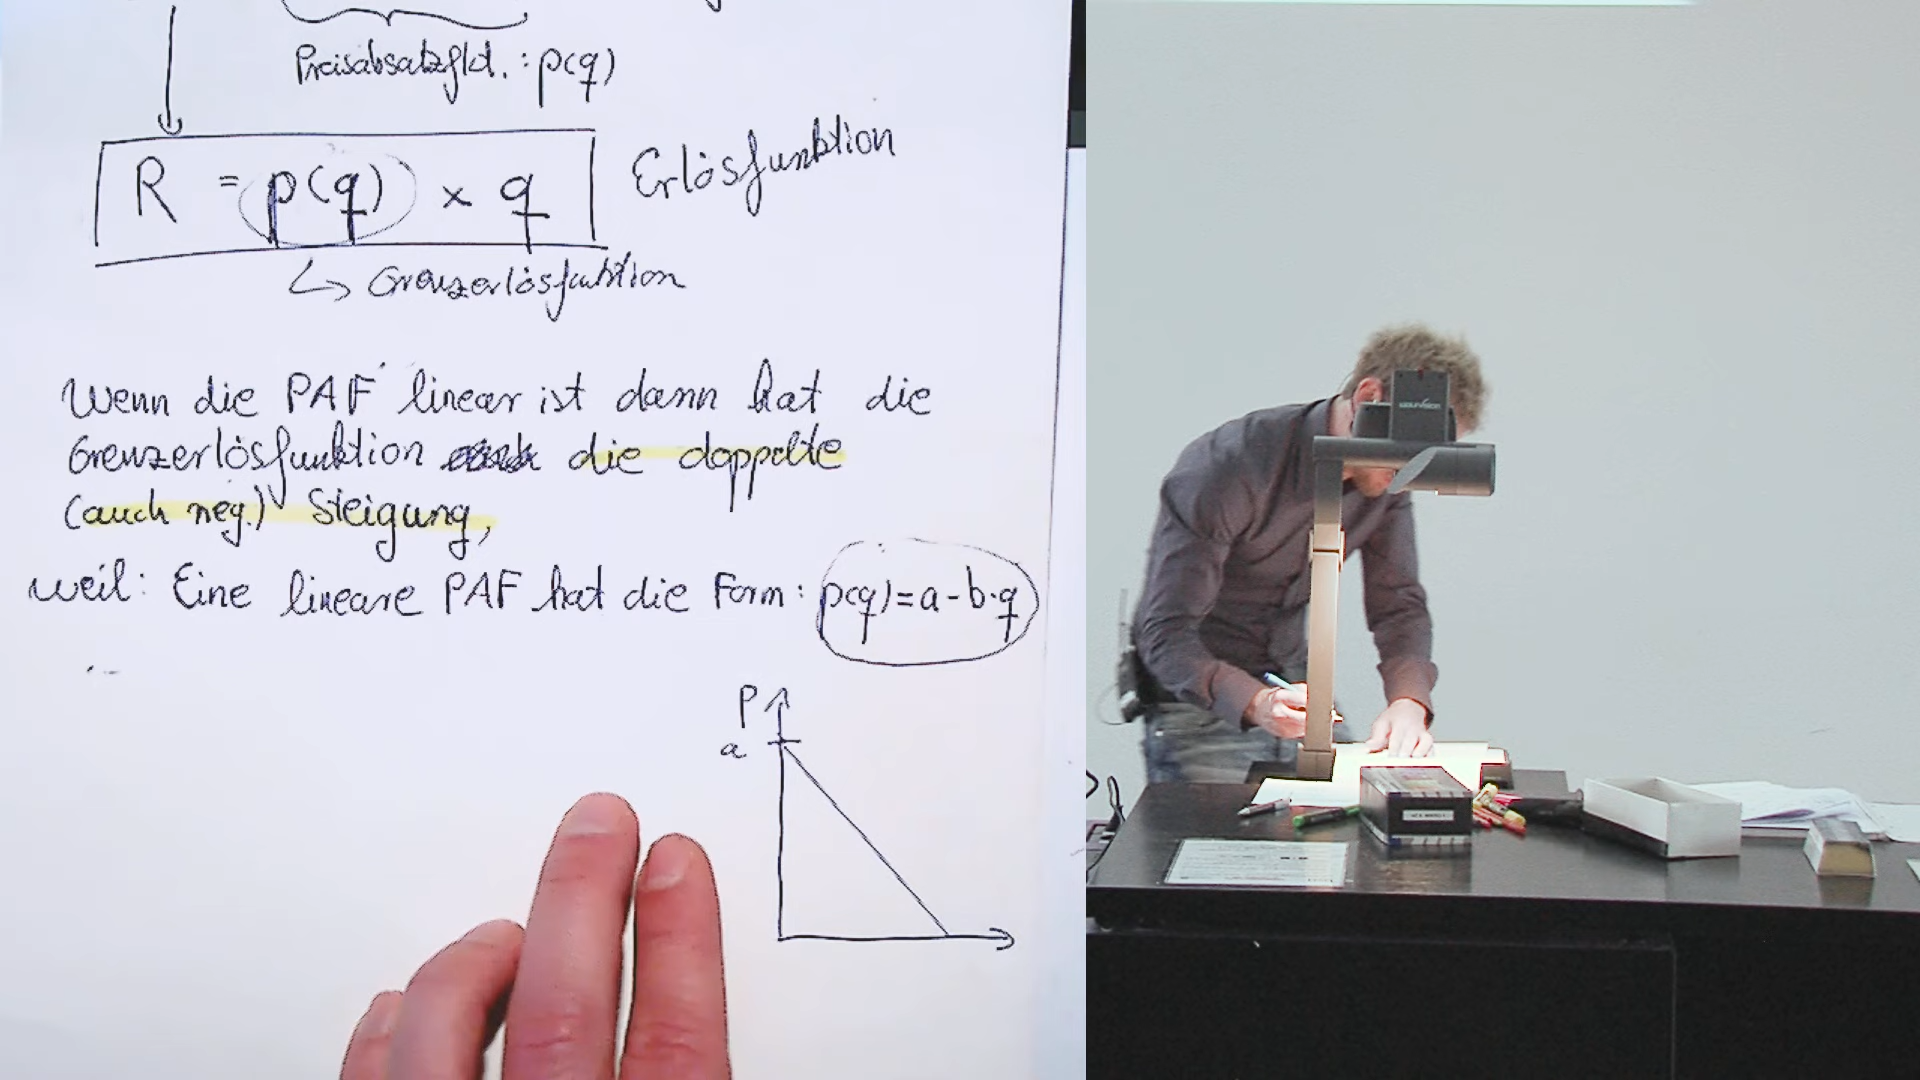 Preisabsatzfkt. : p(q)
R = p(q) × q
Erlösfunktion
↳ Grenzerlösfunktion
Wenn die PAF linear ist dann hat die
Grenzerlösfunktion die doppelte
(auch neg.) Steigung,
weil: Eine lineare PAF hat die Form: p(q) = a - b·q
P
a
wolfvision